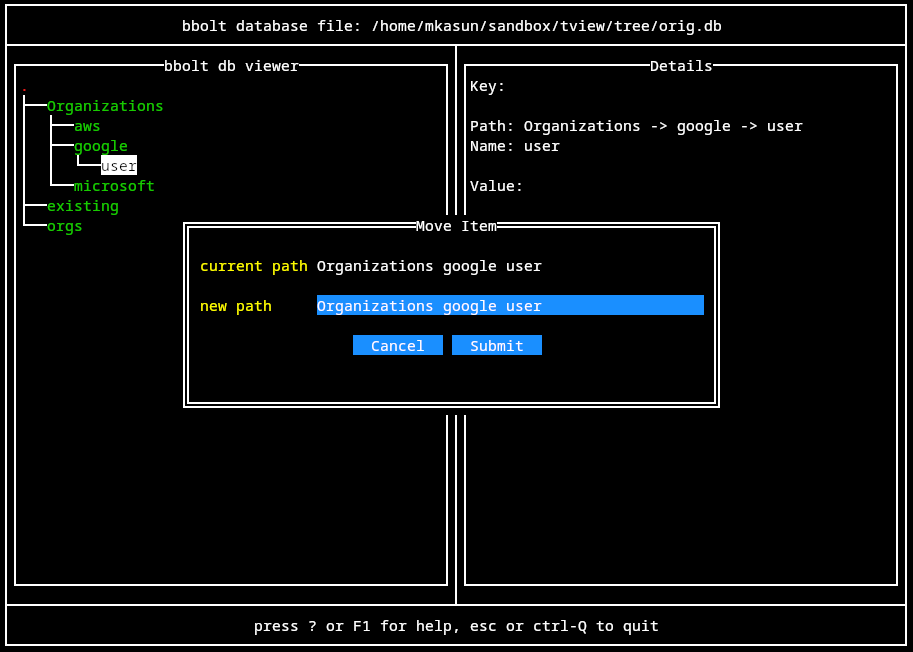 bbolt database file: /home/mkasun/sandbox/tview/tree/orig.db
bbolt db viewer
.
Organizations
aws
google
user
microsoft
existing
orgs
Details
Key:
Path: Organizations -> google -> user
Name: user
Value:
Move Item
current path Organizations google user
new path Organizations google user
Cancel Submit
press ? or F1 for help, esc or ctrl-Q to quit